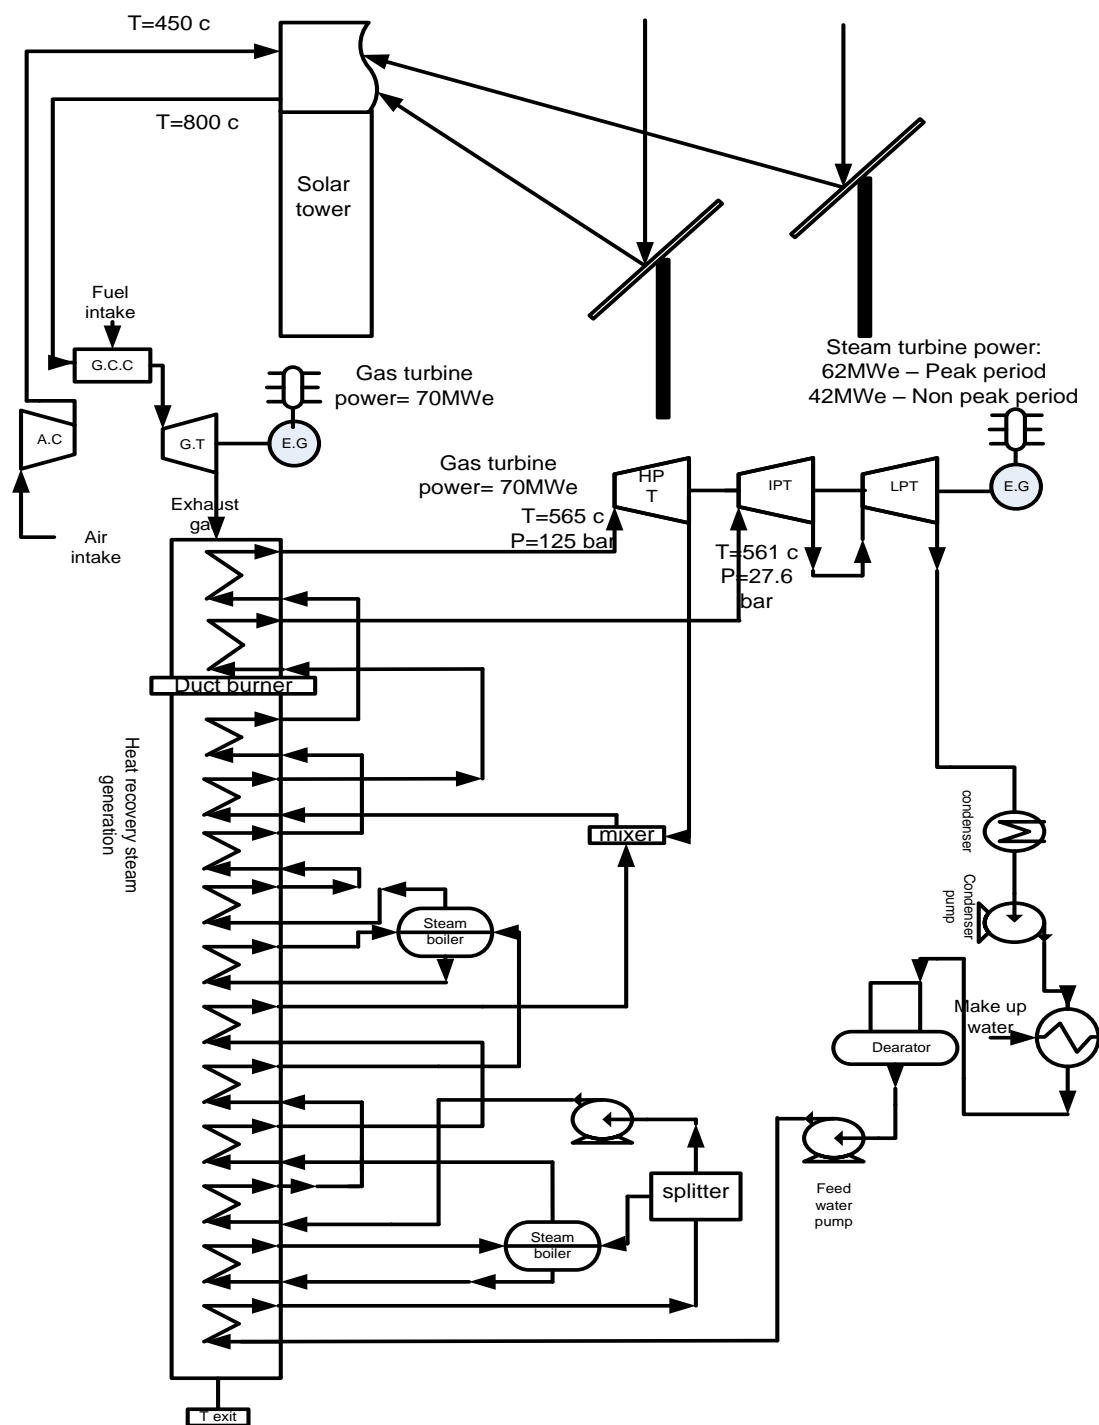 T=450 c
T=800 c
Solar
tower
Fuel
intake
G.C.C
Gas turbine
power= 70MWe
Steam turbine power:
62MWe – Peak period
42MWe – Non peak period
A.C
G.T
E.G
Exhaust
gas
Air
intake
Gas turbine
power= 70MWe
T=565 c
P=125 bar
HP
T
IPT
LPT
E.G
T=561 c
P=27.6
bar
Duct burner
Heat recovery steam
generation
mixer
condenser
Condenser
pump
Steam
boiler
Make up
water
Dearator
splitter
Feed
water
pump
Steam
boiler
T exit